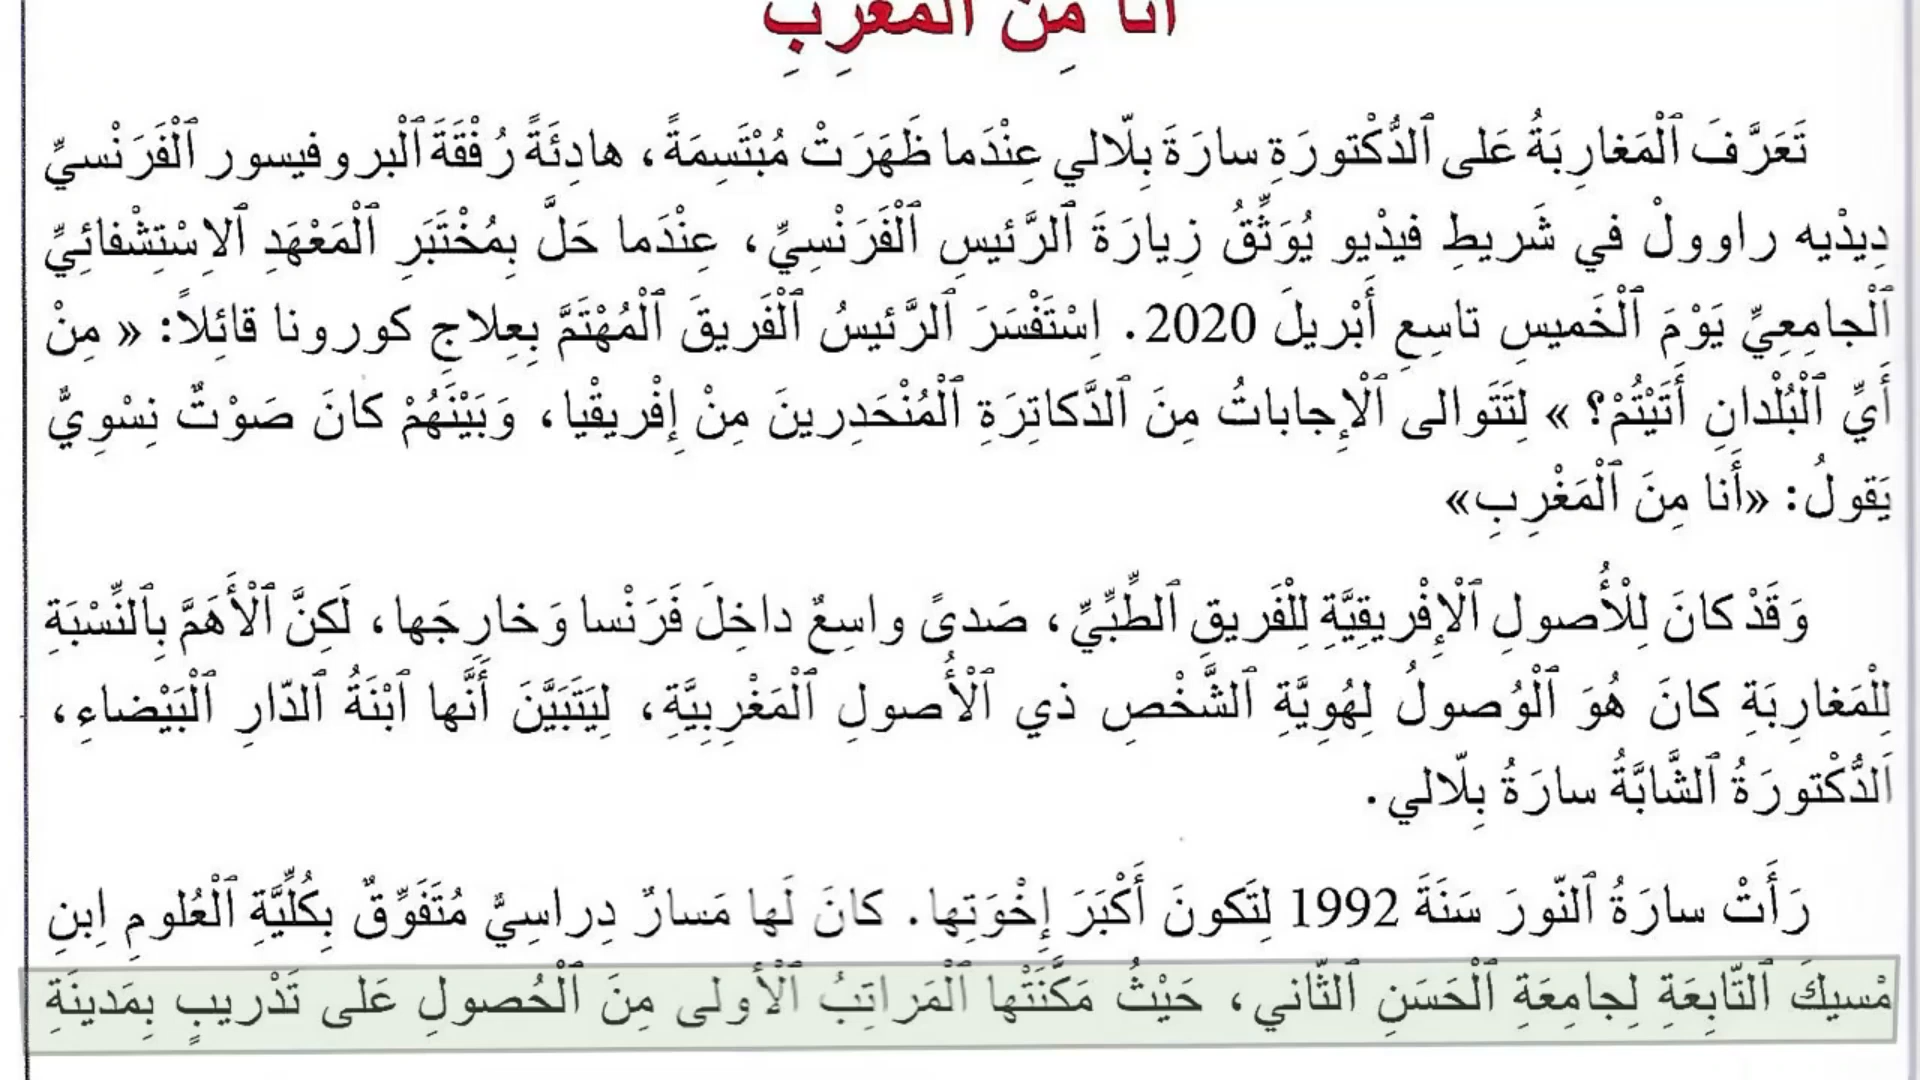 أنا مِنَ المَغْرِبِ
تَعَرَّفَ ٱلْمَغارِبَةُ عَلى ٱلدُّكْتورَةِ سارَةَ بِلّالي عِنْدَما ظَهَرَتْ مُبْتَسِمَةً، هادِئَةً رُفْقَةَ ٱلْبروفيسور ٱلْفَرَنْسيِّ
دِيدْيه راوولْ في شَريطِ فيدْيو يُوَثِّقُ زِيارَةَ ٱلرَّئيسِ ٱلْفَرَنْسِيِّ، عِنْدَما حَلَّ بِمُخْتَبَرِ ٱلْمَعْهَدِ ٱلاِسْتِشْفائِيِّ
ٱلْجامِعِيِّ يَوْمَ ٱلْخَميسِ تاسِعِ أَبْريلَ 2020. اِسْتَفْسَرَ ٱلرَّئيسُ ٱلْفَريقَ ٱلْمُهْتَمَّ بِعِلاجِ كورونا قائِلاً: « مِنْ
أَيِّ ٱلْبُلْدانِ أَتَيْتُمْ؟ » لِتَتَوالى ٱلْإِجاباتُ مِنَ ٱلدَّكاتِرَةِ ٱلْمُنْحَدِرينَ مِنْ إِفْريقْيا، وَبَيْنَهُمْ كانَ صَوْتٌ نِسْوِيٌّ
يَقولُ: «أَنا مِنَ ٱلْمَغْرِبِ»
وَقَدْ كانَ لِلْأُصولِ ٱلْإِفْريقِيَّةِ لِلْفَريقِ ٱلطِّبِّيِّ، صَدىً واسِعٌ داخِلَ فَرَنْسا وَخارِجَها، لَكِنَّ ٱلْأَهَمَّ بِٱلنِّسْبَةِ
لِلْمَغارِبَةِ كانَ هُوَ ٱلْوُصولُ لِهُوِيَّةِ ٱلشَّخْصِ ذي ٱلْأُصولِ ٱلْمَغْرِبِيَّةِ، لِيَتَبَيَّنَ أَنَّها ٱبْنَةُ ٱلدّارِ ٱلْبَيْضاءِ،
اَلدُّكْتورَةُ ٱلشّابَّةُ سارَةُ بِلّالي.
رَأَتْ سارَةُ ٱلنّورَ سَنَةَ 1992 لِتَكونَ أَكْبَرَ إِخْوَتِها. كانَ لَها مَسارٌ دِراسِيٌّ مُتَفَوِّقٌ بِكُلِّيَّةِ ٱلْعُلومِ اِبنِ
مْسيكَ ٱلتّابِعَةِ لِجامِعَةِ ٱلْحَسَنِ ٱلثّاني، حَيْثُ مَكَّنَتْها ٱلْمَراتِبُ ٱلْأولى مِنَ ٱلْحُصولِ عَلى تَدْريبٍ بِمَدينَةِ